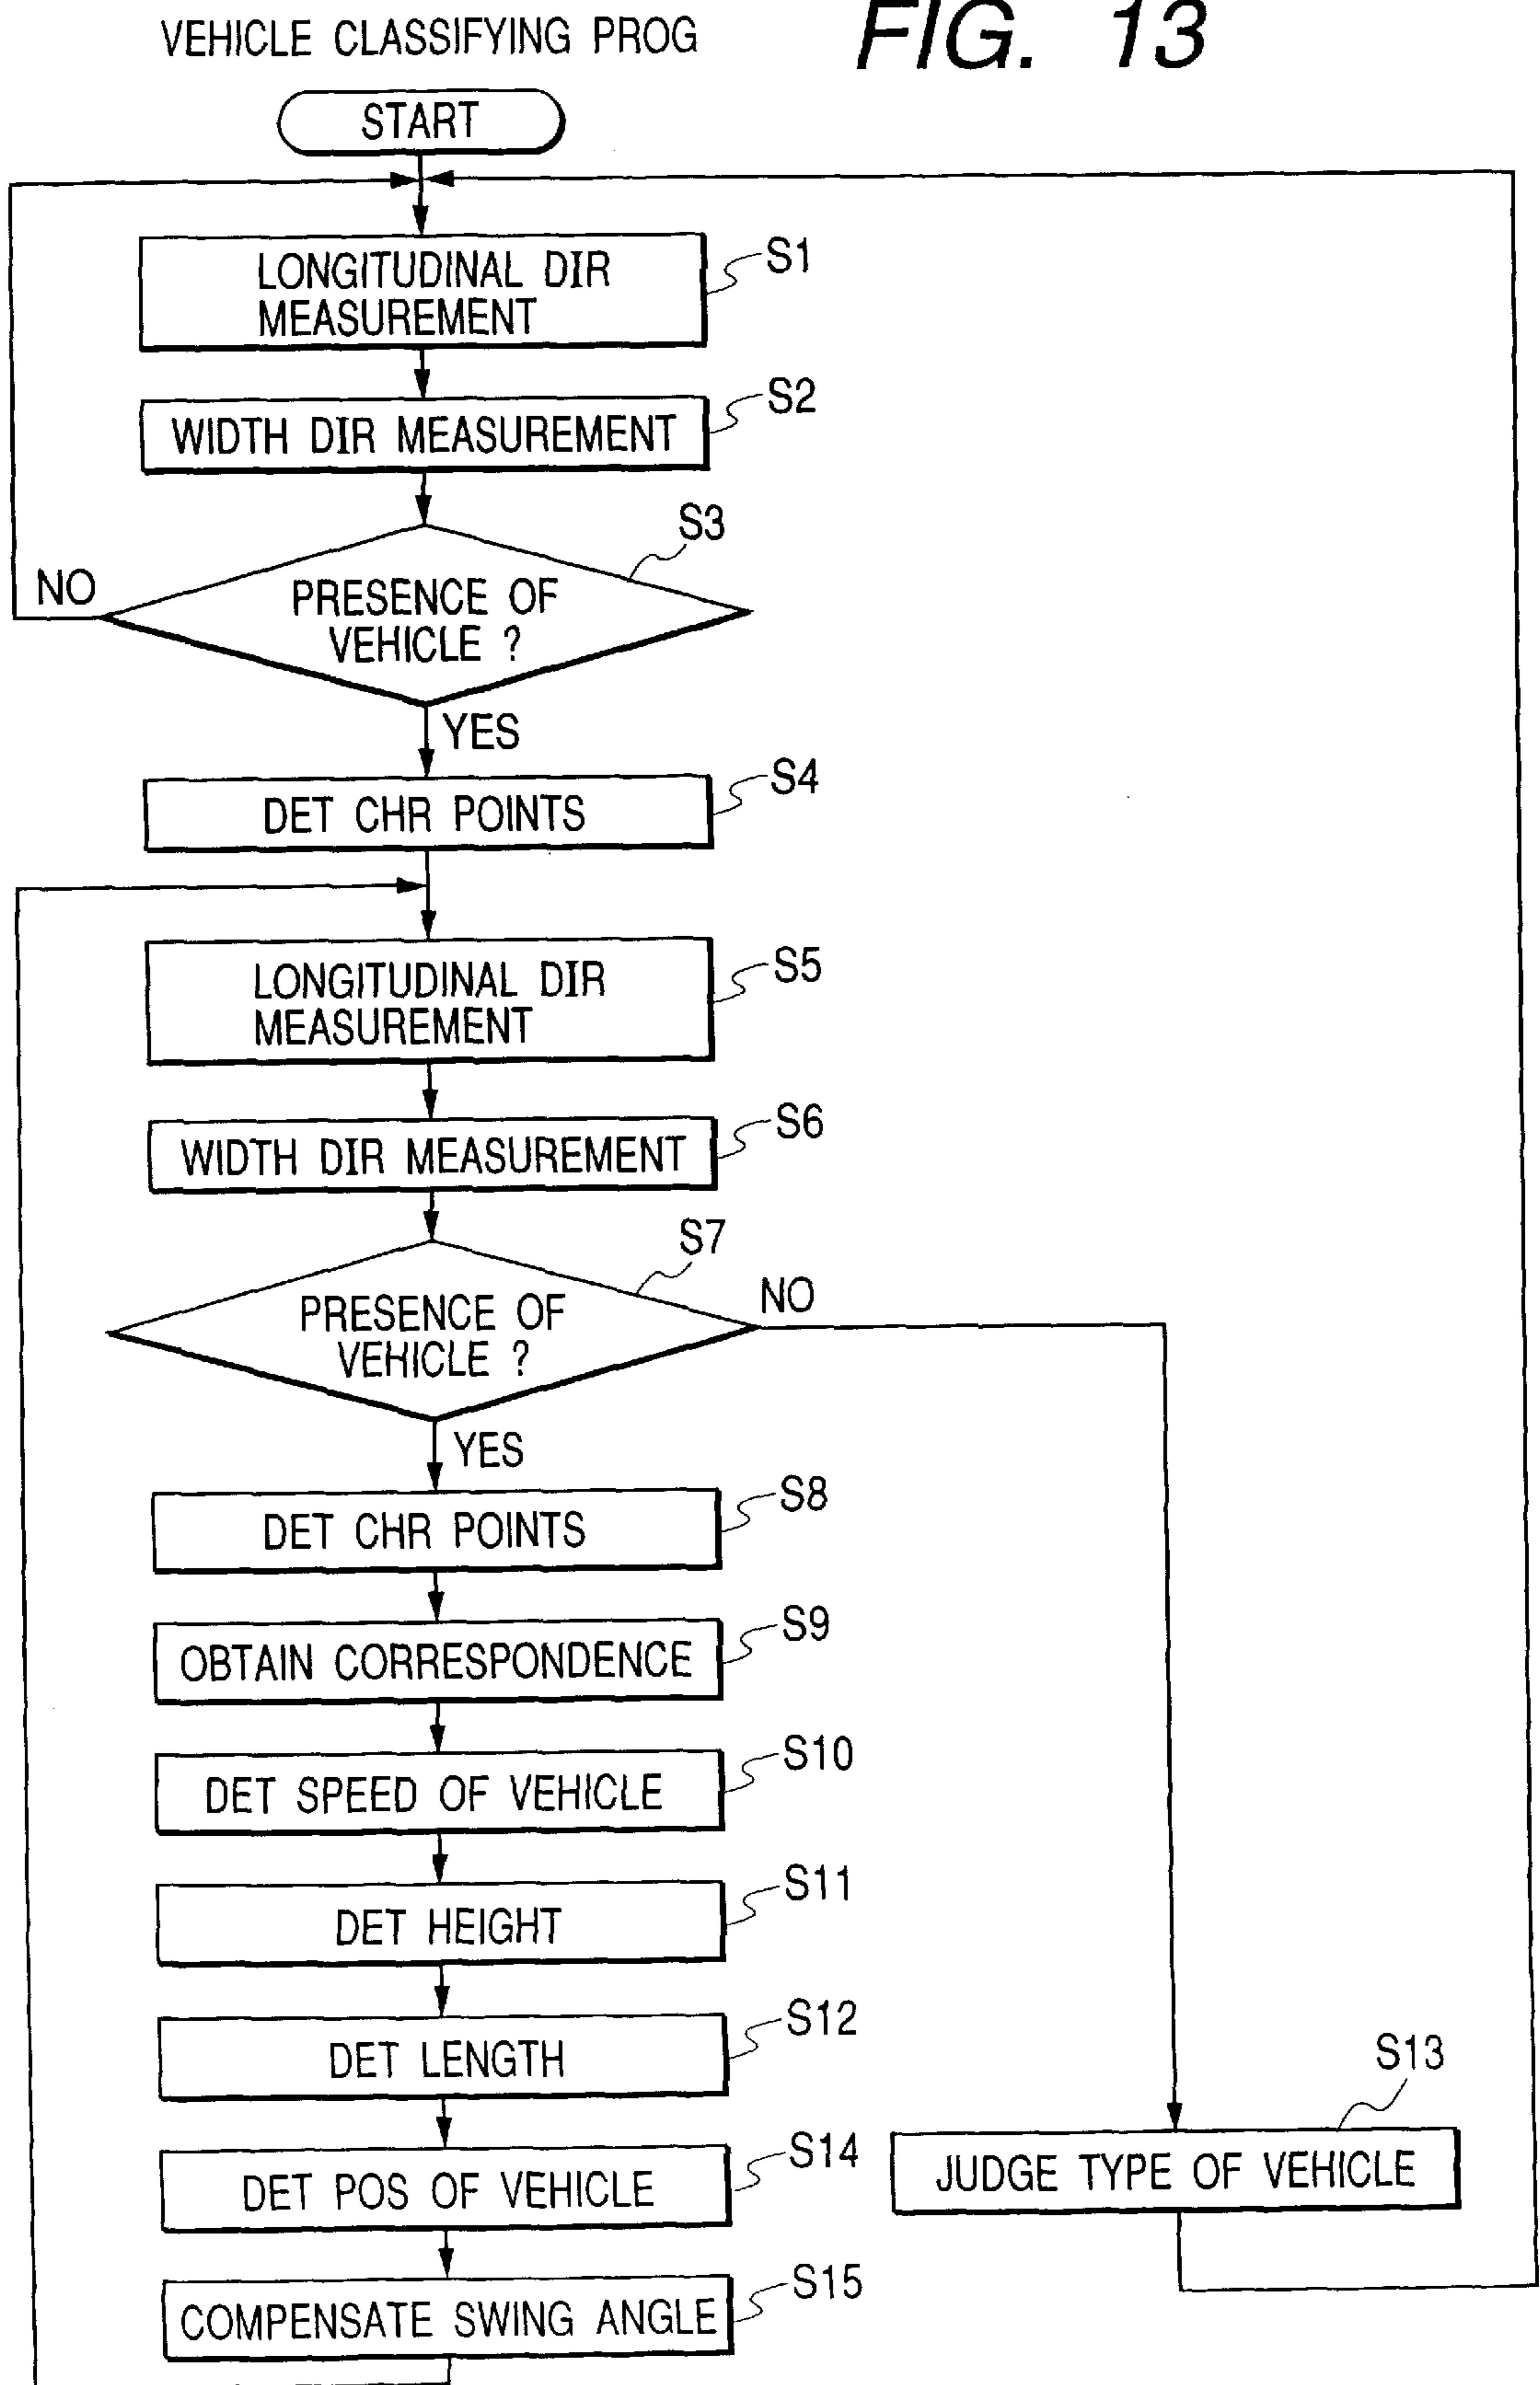 VEHICLE CLASSIFYING PROG
FIG. 13
START
LONGITUDINAL DIR
MEASUREMENT
S1
WIDTH DIR MEASUREMENT
S2
S3
NO
PRESENCE OF
VEHICLE ?
YES
DET CHR POINTS
S4
LONGITUDINAL DIR
MEASUREMENT
S5
WIDTH DIR MEASUREMENT
S6
S7
PRESENCE OF
VEHICLE ?
NO
YES
DET CHR POINTS
S8
OBTAIN CORRESPONDENCE
S9
DET SPEED OF VEHICLE
S10
DET HEIGHT
S11
DET LENGTH
S12
S13
JUDGE TYPE OF VEHICLE
DET POS OF VEHICLE
S14
COMPENSATE SWING ANGLE
S15